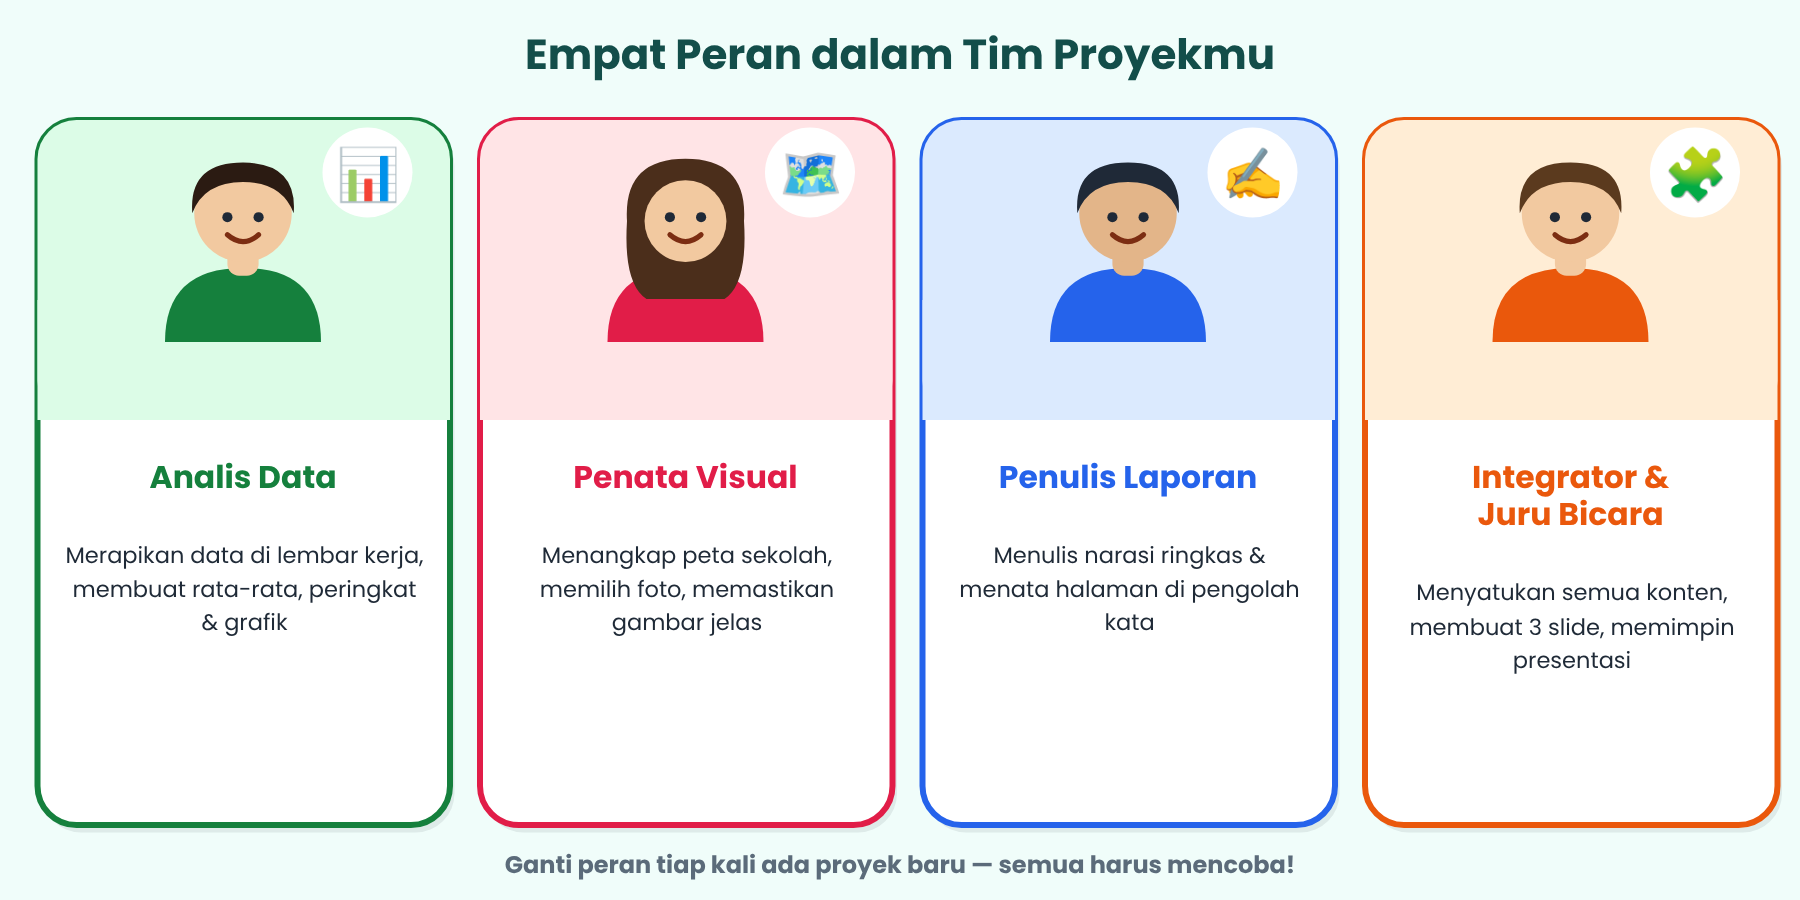 Empat Peran dalam Tim Proyekmu
Analis Data
Merapikan data di lembar kerja,
membuat rata-rata, peringkat
& grafik
Penata Visual
Menangkap peta sekolah,
memilih foto, memastikan
gambar jelas
Penulis Laporan
Menulis narasi ringkas &
menata halaman di pengolah
kata
Integrator &
Juru Bicara
Menyatukan semua konten,
membuat 3 slide, memimpin
presentasi
Ganti peran tiap kali ada proyek baru — semua harus mencoba!